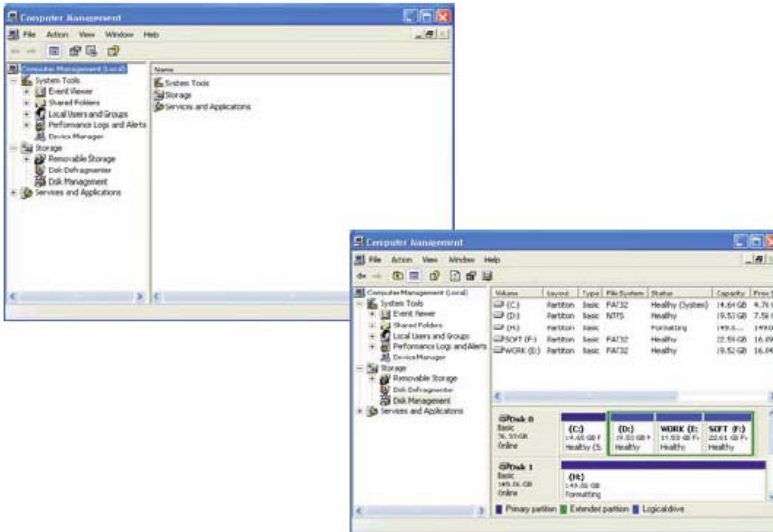 Computer Management
File Action View Window Help
Computer Management (Local)
System Tools
Event Viewer
Shared Folders
Local Users and Groups
Performance Logs and Alerts
Device Manager
Storage
Removable Storage
Disk Defragmenter
Disk Management
Services and Applications
Name
System Tools
Storage
Services and Applications
Computer Management
File Action View Window Help
Computer Management (Local)
System Tools
Event Viewer
Shared Folders
Local Users and Groups
Performance Logs and Alerts
Device Manager
Storage
Removable Storage
Disk Defragmenter
Disk Management
Services and Applications
Volume Layout Type File System Status Capacity Free
(C:) Partition Basic FAT32 Healthy (System) 14.64 GB
(D:) Partition Basic NTFS Healthy 19.53 GB
(H:) Partition Basic Formatting
SOFT (F:) Partition Basic FAT32 Healthy
WORK (E:) Partition Basic FAT32 Healthy 19.52 GB
Disk 0
Basic
Online
(C:)
Healthy (S
(D:)
Healthy
WORK (E:
Healthy
SOFT (F:)
Healthy
Disk 1
Basic
Online
(H:)
Formatting
Primary partition Extended partition Logical drive